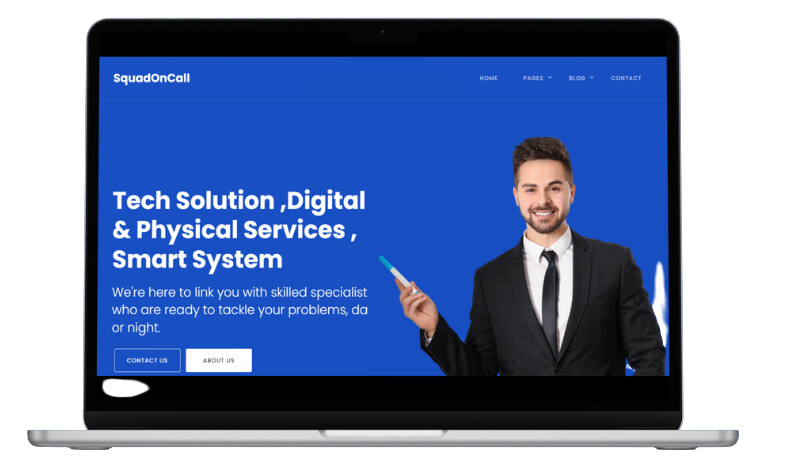 SquadOnCall
HOME PAGES BLOG CONTACT
Tech Solution ,Digital
& Physical Services ,
Smart System
We're here to link you with skilled specialist
who are ready to tackle your problems, da
or night.
CONTACT US ABOUT US